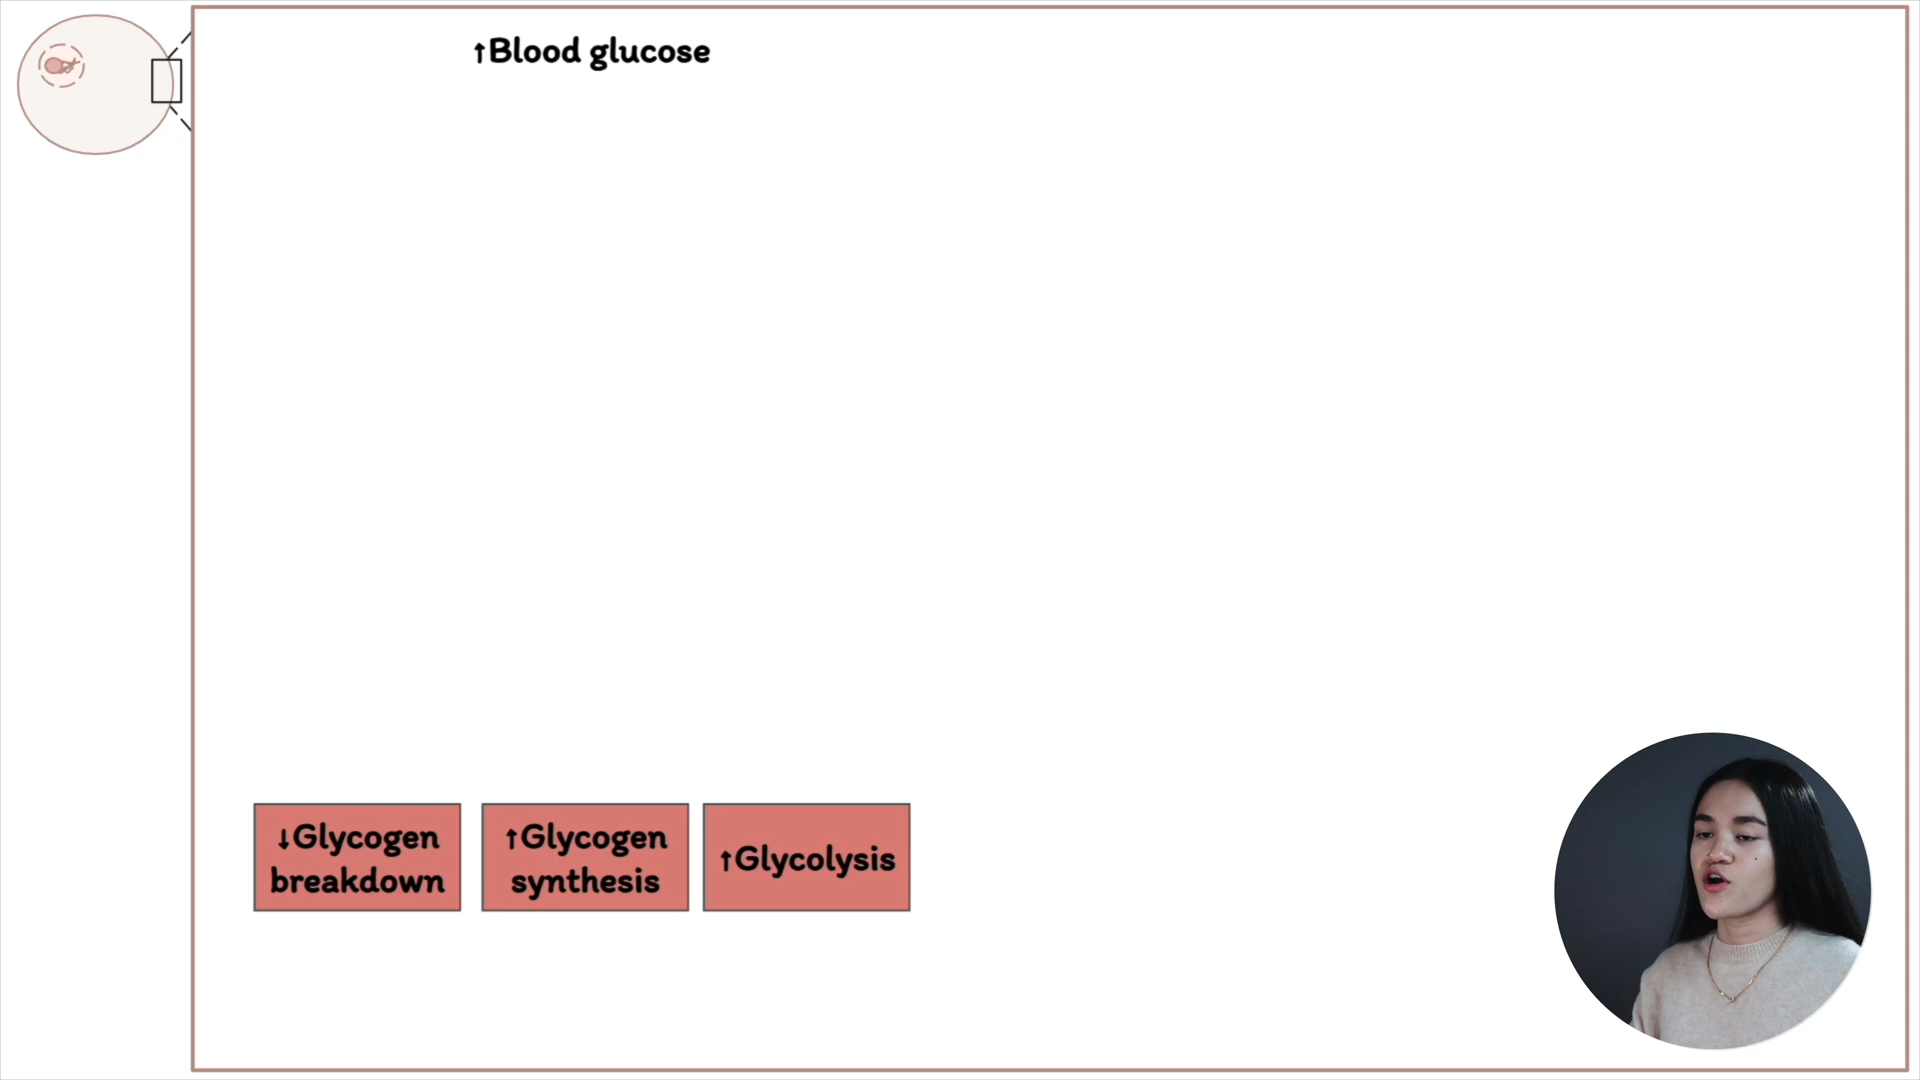 ↑Blood glucose
↓Glycogen
breakdown
↑Glycogen
synthesis
↑Glycolysis